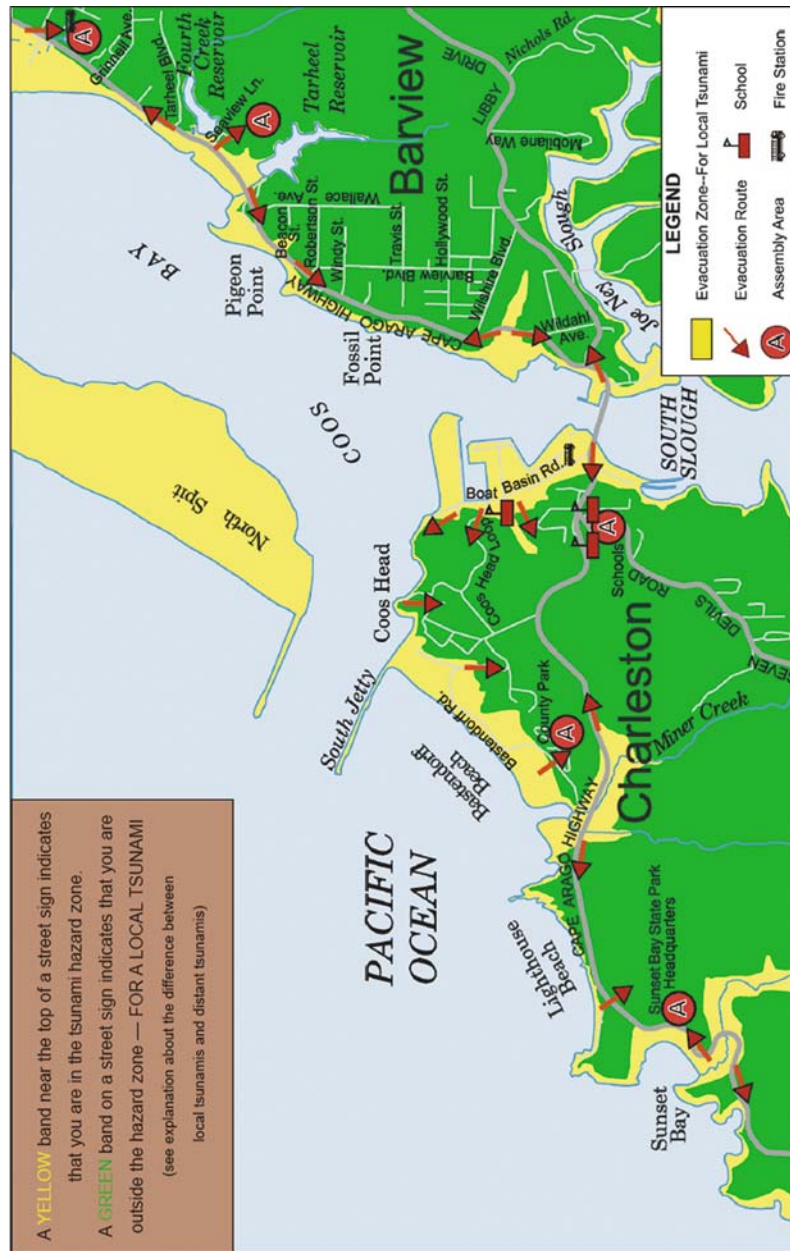 A YELLOW band near the top of a street sign indicates
that you are in the tsunami hazard zone.
A GREEN band on a street sign indicates that you are
outside the hazard zone — FOR A LOCAL TSUNAMI
(see explanation about the difference between
local tsunamis and distant tsunamis)
PACIFIC
OCEAN
North Spit
BAY
COOS
South Jetty
Coos Head
Fossil
Point
Pigeon
Point
Grinnell Ave.
Tarheel Blvd.
Fourth
Creek
Reservoir
Seaview Ln.
Tarheel
Reservoir
Barview
Wallace
Ave.
Beacon
St.
Robertson St.
Windy St.
Travis St.
Hollywood St.
Barview
Blvd.
Wilshire Blvd.
CAPE ARAGO HIGHWAY
LIBBY
DRIVE
Nichols Rd.
Mobilane Way
Wildahl
Ave.
Joe Ney
Slough
SOUTH
SLOUGH
Boat Basin Rd.
Coos Head Loop
Schools
Bastendorff Rd.
Bastendorff
Beach
County Park
Charleston
Miner Creek
SEVEN
DEVILS
ROAD
CAPE ARAGO HIGHWAY
Lighthouse
Beach
Sunset Bay State Park
Headquarters
Sunset
Bay
A
A
A
A
A
LEGEND
Evacuation Zone--For Local Tsunami
Evacuation Route
School
A
Assembly Area
Fire Station